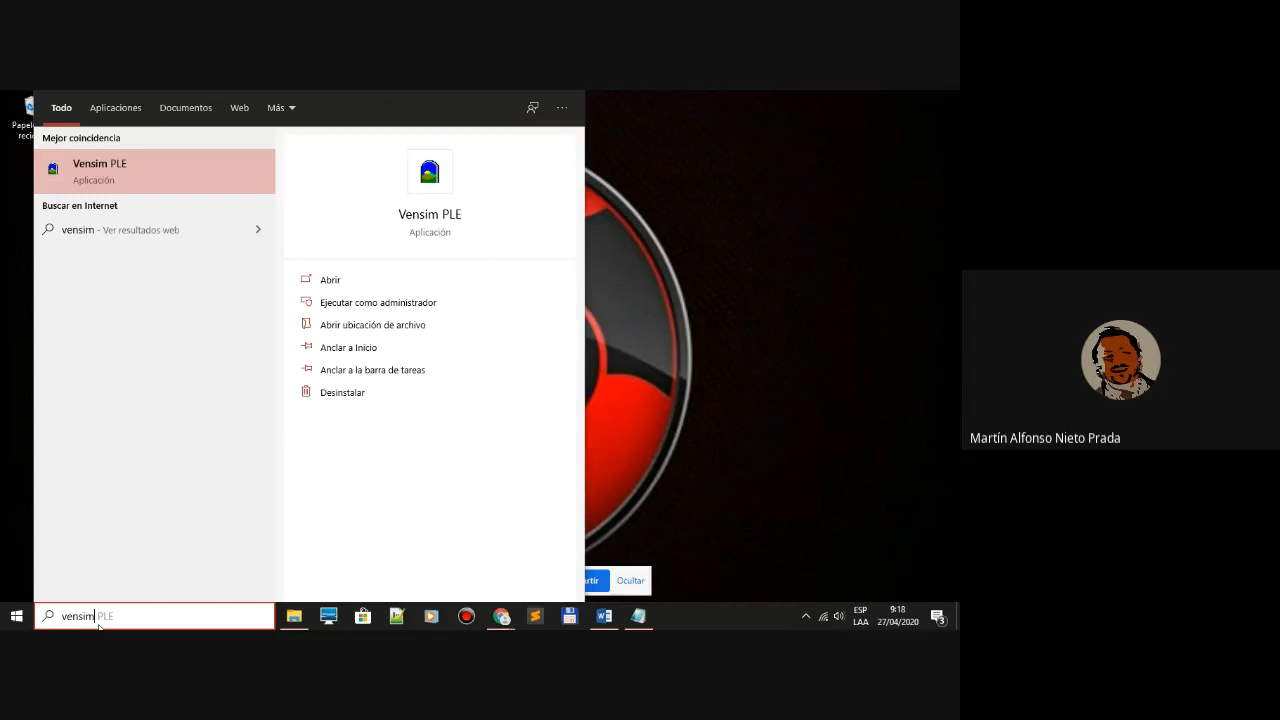 Todo Aplicaciones Documentos Web Más
Mejor coincidencia
Vensim PLE
Aplicación
Buscar en Internet
vensim - Ver resultados web
Vensim PLE
Aplicación
Abrir
Ejecutar como administrador
Abrir ubicación de archivo
Anclar a Inicio
Anclar a la barra de tareas
Desinstalar
Ocultar
vensim PLE
ESP
LAA
9:18
27/04/2020
3
Martín Alfonso Nieto Prada